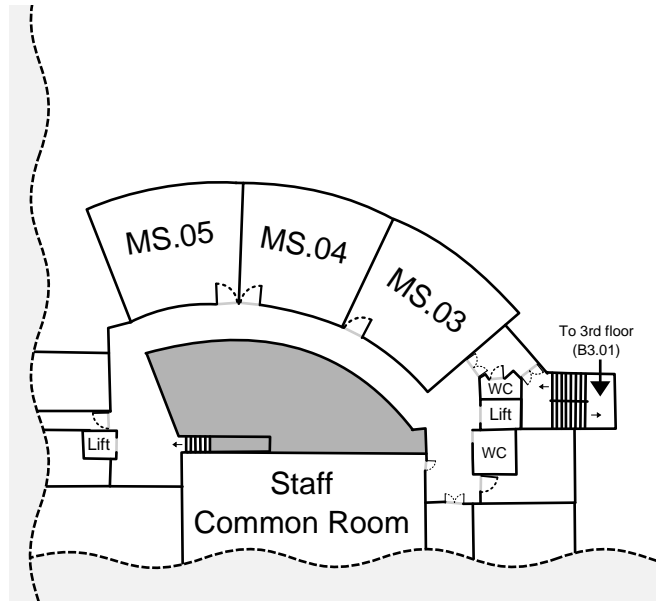 MS.05
MS.04
MS.03
To 3rd floor
(B3.01)
WC
Lift
Lift
WC
Staff
Common Room